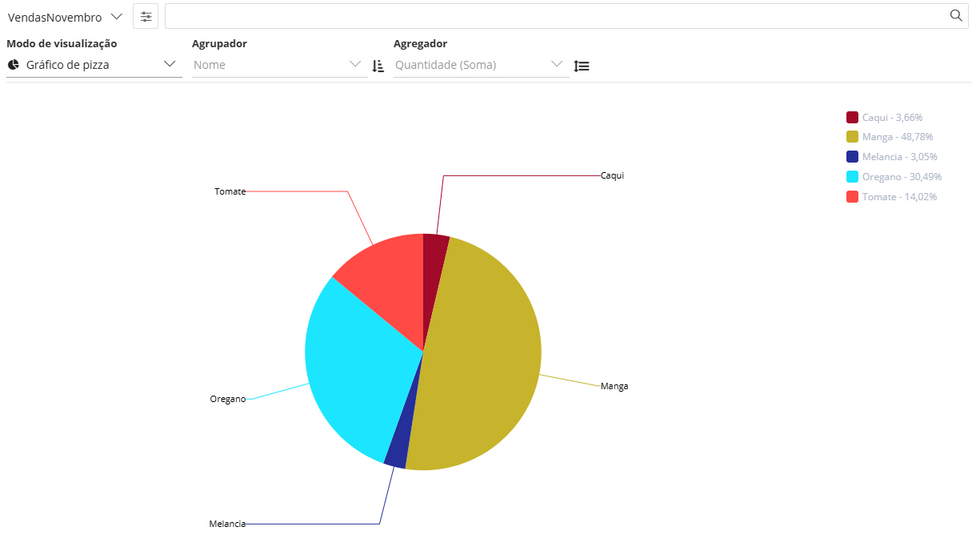 VendasNovembro
Modo de visualização Agrupador Agregador
Gráfico de pizza Nome Quantidade (Soma)
Caqui - 3,66%
Manga - 48,78%
Melancia - 3,05%
Oregano - 30,49%
Tomate - 14,02%
Caqui
Tomate
Manga
Oregano
Melancia